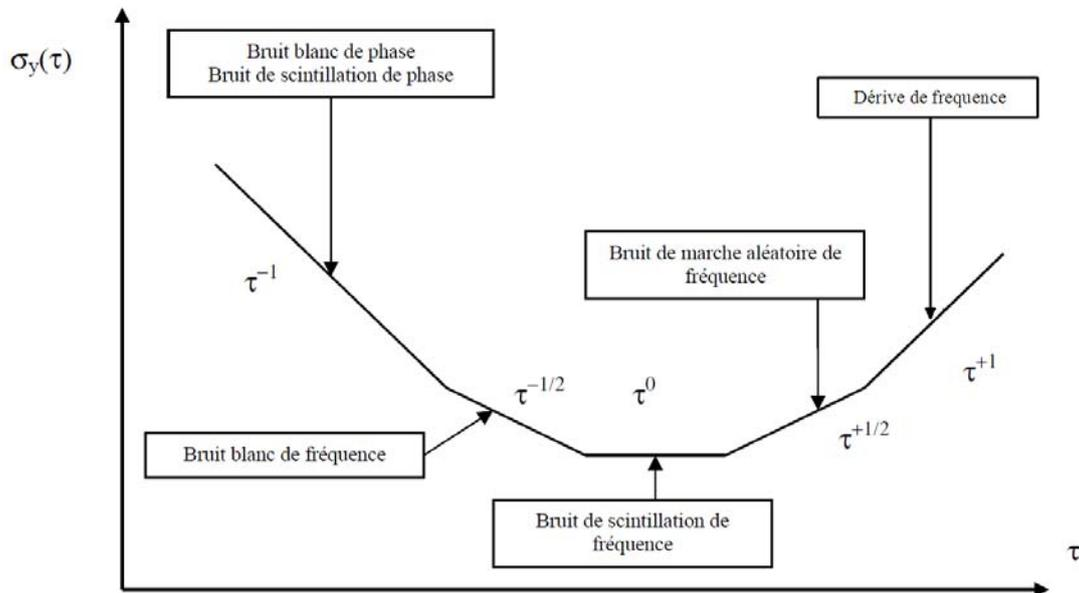 σy(τ)
Bruit blanc de phase
Bruit de scintillation de phase
Dérive de frequence
Bruit de marche aléatoire de
fréquence
τ−1
τ+1
τ−1/2
τ0
τ+1/2
Bruit blanc de fréquence
Bruit de scintillation de
fréquence
τ